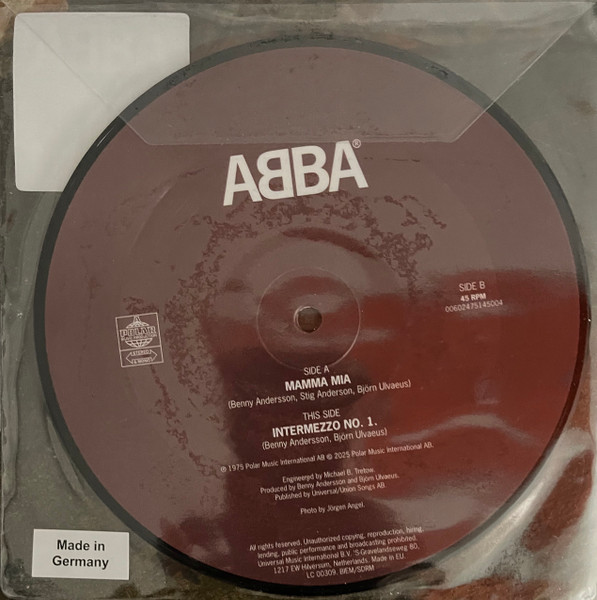 ABBA®
SIDE B
45 RPM
00602475145004
POLAR
SIDE A
MAMMA MIA
(Benny Andersson, Stig Anderson, Björn Ulvaeus)
THIS SIDE
INTERMEZZO NO. 1.
(Benny Andersson, Björn Ulvaeus)
℗ 1975 Polar Music International AB © 2025 Polar Music International AB.
Engineered by Michael B. Tretow.
Produced by Benny Andersson and Björn Ulvaeus.
Published by Universal/Union Songs AB.
Photo by Jörgen Angel.
All rights reserved. Unauthorized copying, reproduction, hiring,
lending, public performance and broadcasting prohibited.
Universal Music International B.V. 'S-Gravelandseweg 80,
1217 EW Hilversum, Netherlands. Made in EU.
LC 00309. BIEM/SDRM
Made in
Germany